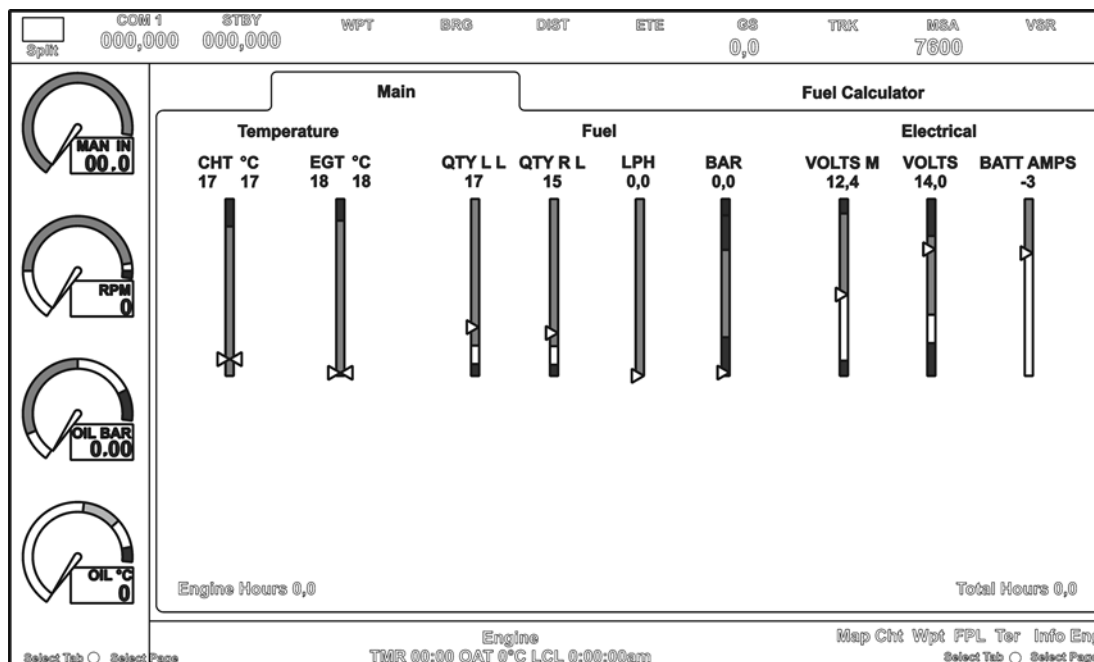 COM 1 STBY WPT BRG DIST ETE GS TRK MSA VSR
Split 000,000 000,000 0,0 7600
Main Fuel Calculator
Temperature Fuel Electrical
CHT °C EGT °C QTY L L QTY R L LPH BAR VOLTS M VOLTS BATT AMPS
17 17 18 18 17 15 0,0 0,0 12,4 14,0 -3
MAN IN
00.0
RPM
0
OIL BAR
0.00
OIL °C
0
Engine Hours 0,0 Total Hours 0,0
Engine Map Cht Wpt FPL Ter Info Eng
Select Tab Select Page TMR 00:00 OAT 0°C LCL 0:00:00am Select Tab Select Page